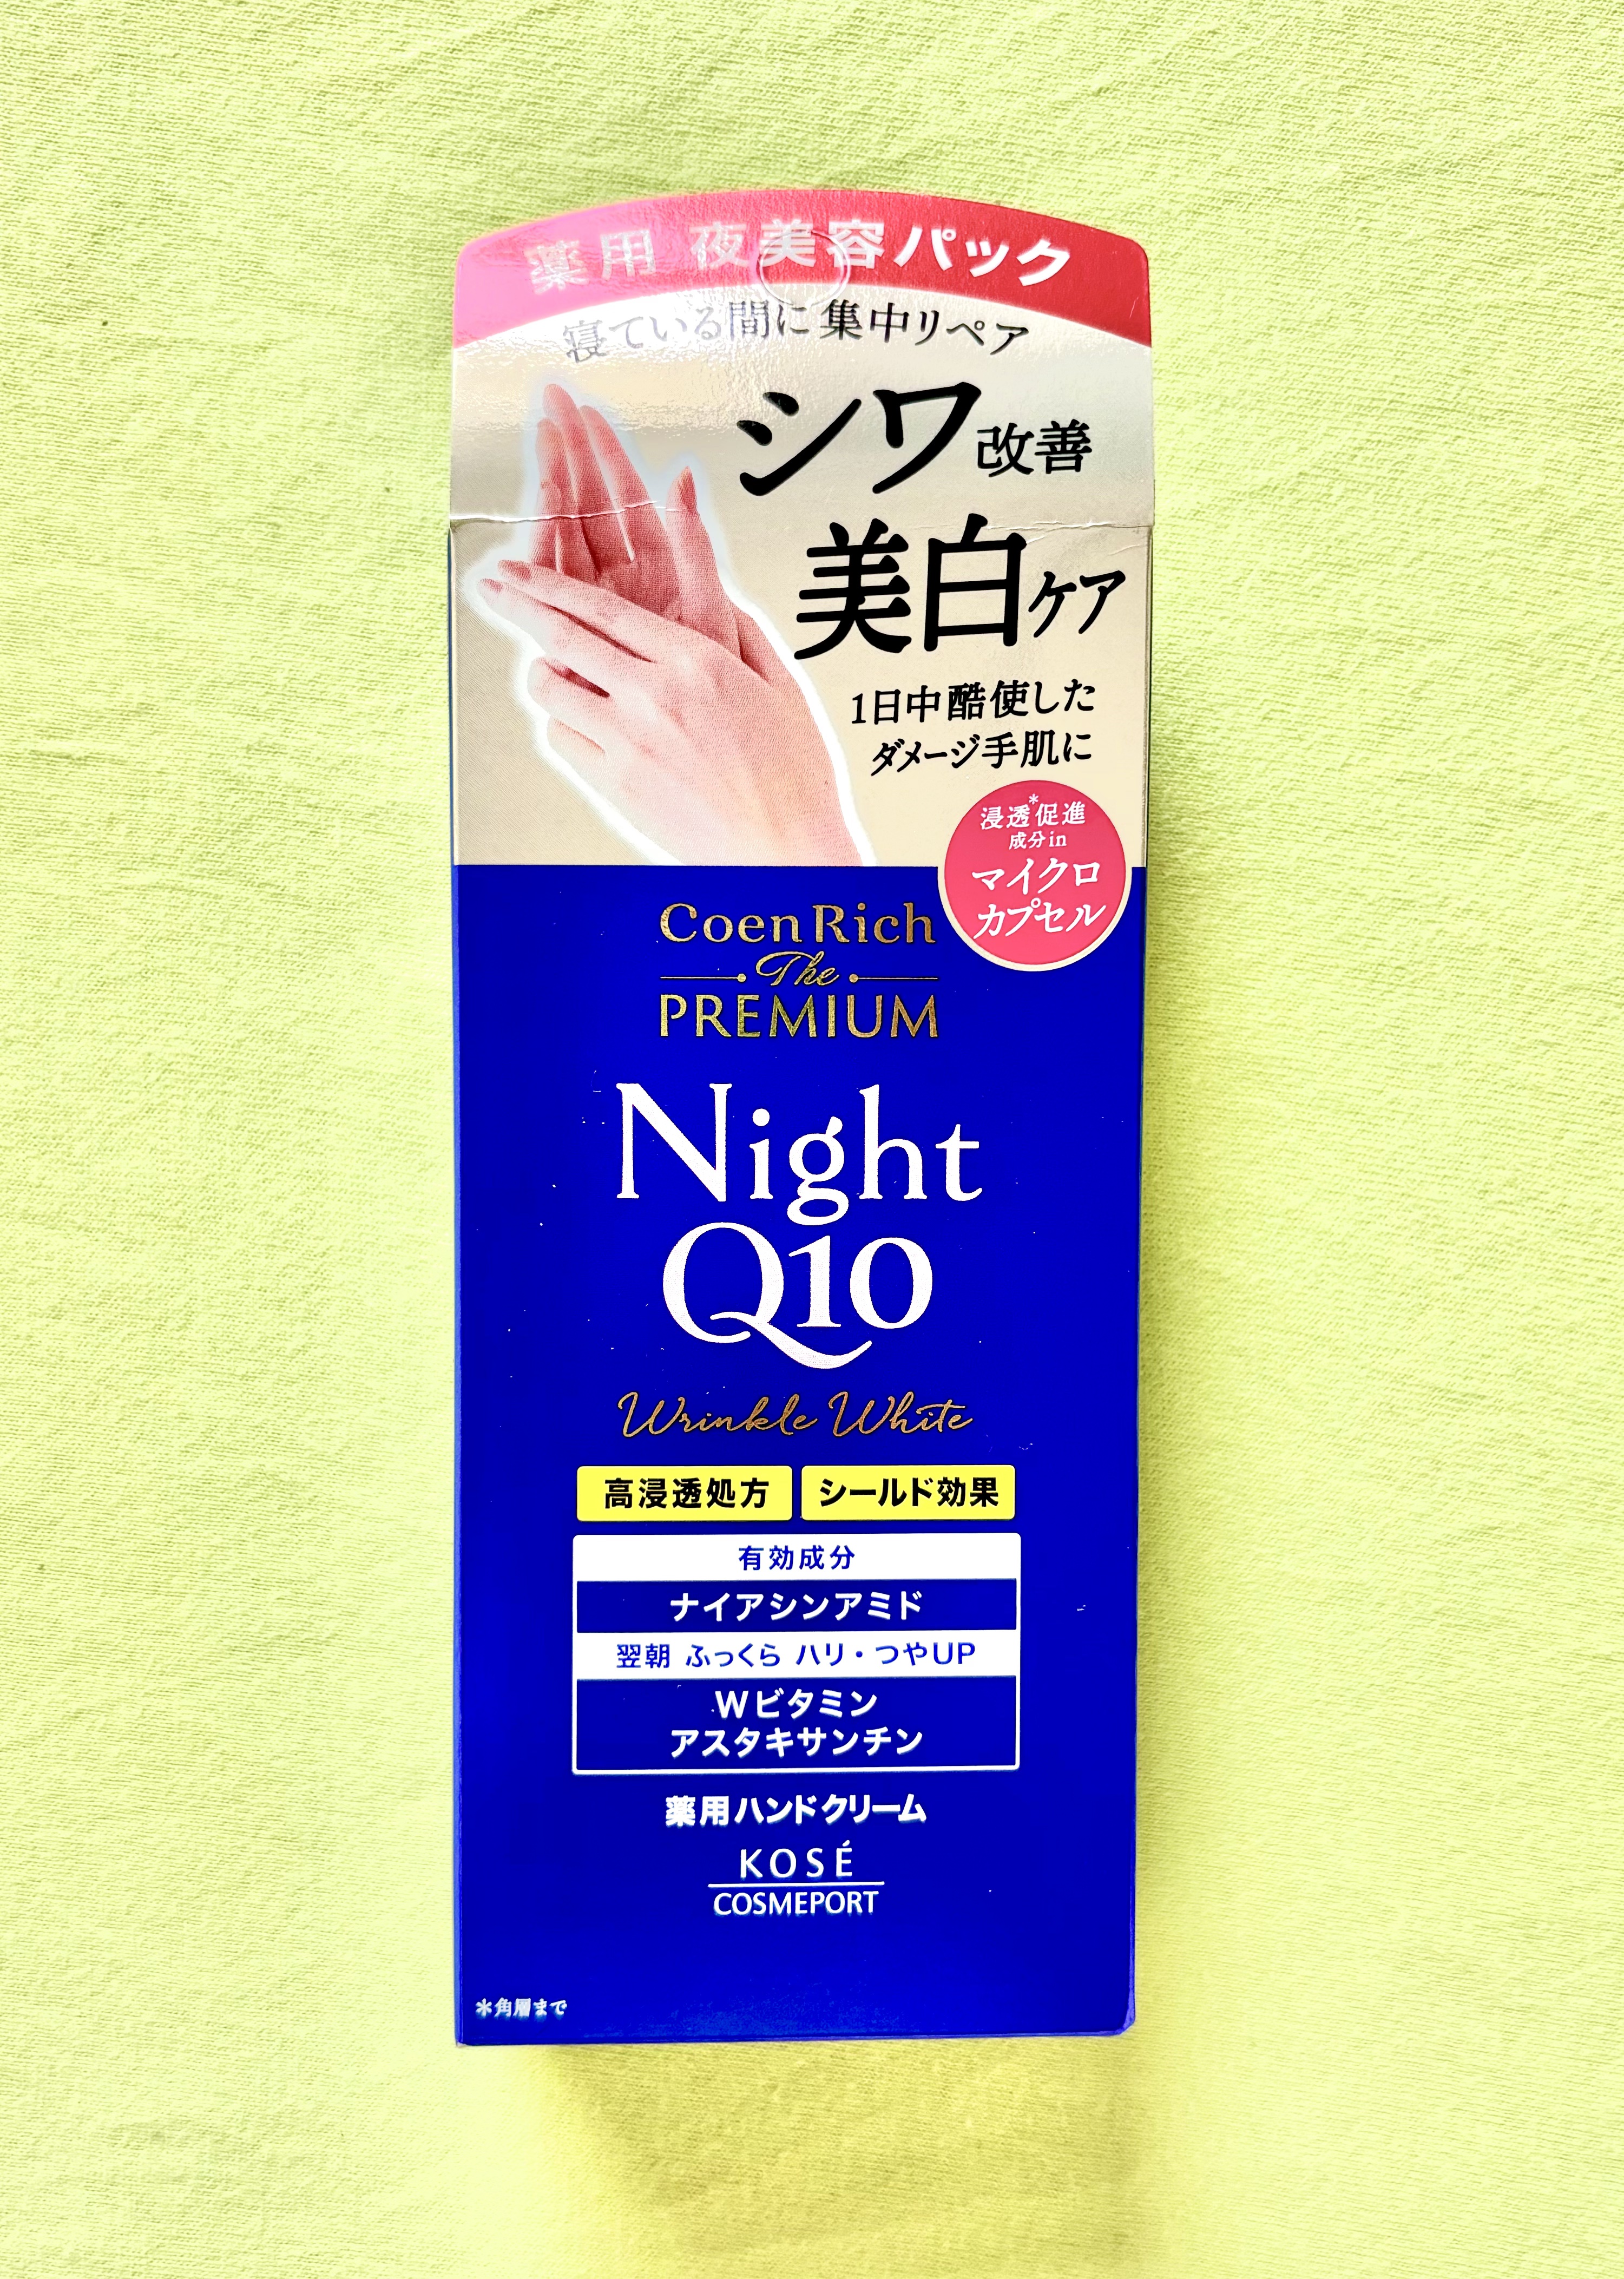 薬用 夜美容パック
寝ている間に集中リペア
シワ改善
美白ケア
1日中酷使した
ダメージ手肌に
浸透*促進
成分in
マイクロ
カプセル
Coen Rich
The
PREMIUM
Night
Q10
Wrinkle White
高浸透処方 シールド効果
有効成分
ナイアシンアミド
翌朝 ふっくら ハリ・つやUP
Wビタミン
アスタキサンチン
薬用ハンドクリーム
KOSÉ
COSMEPORT
*角層まで